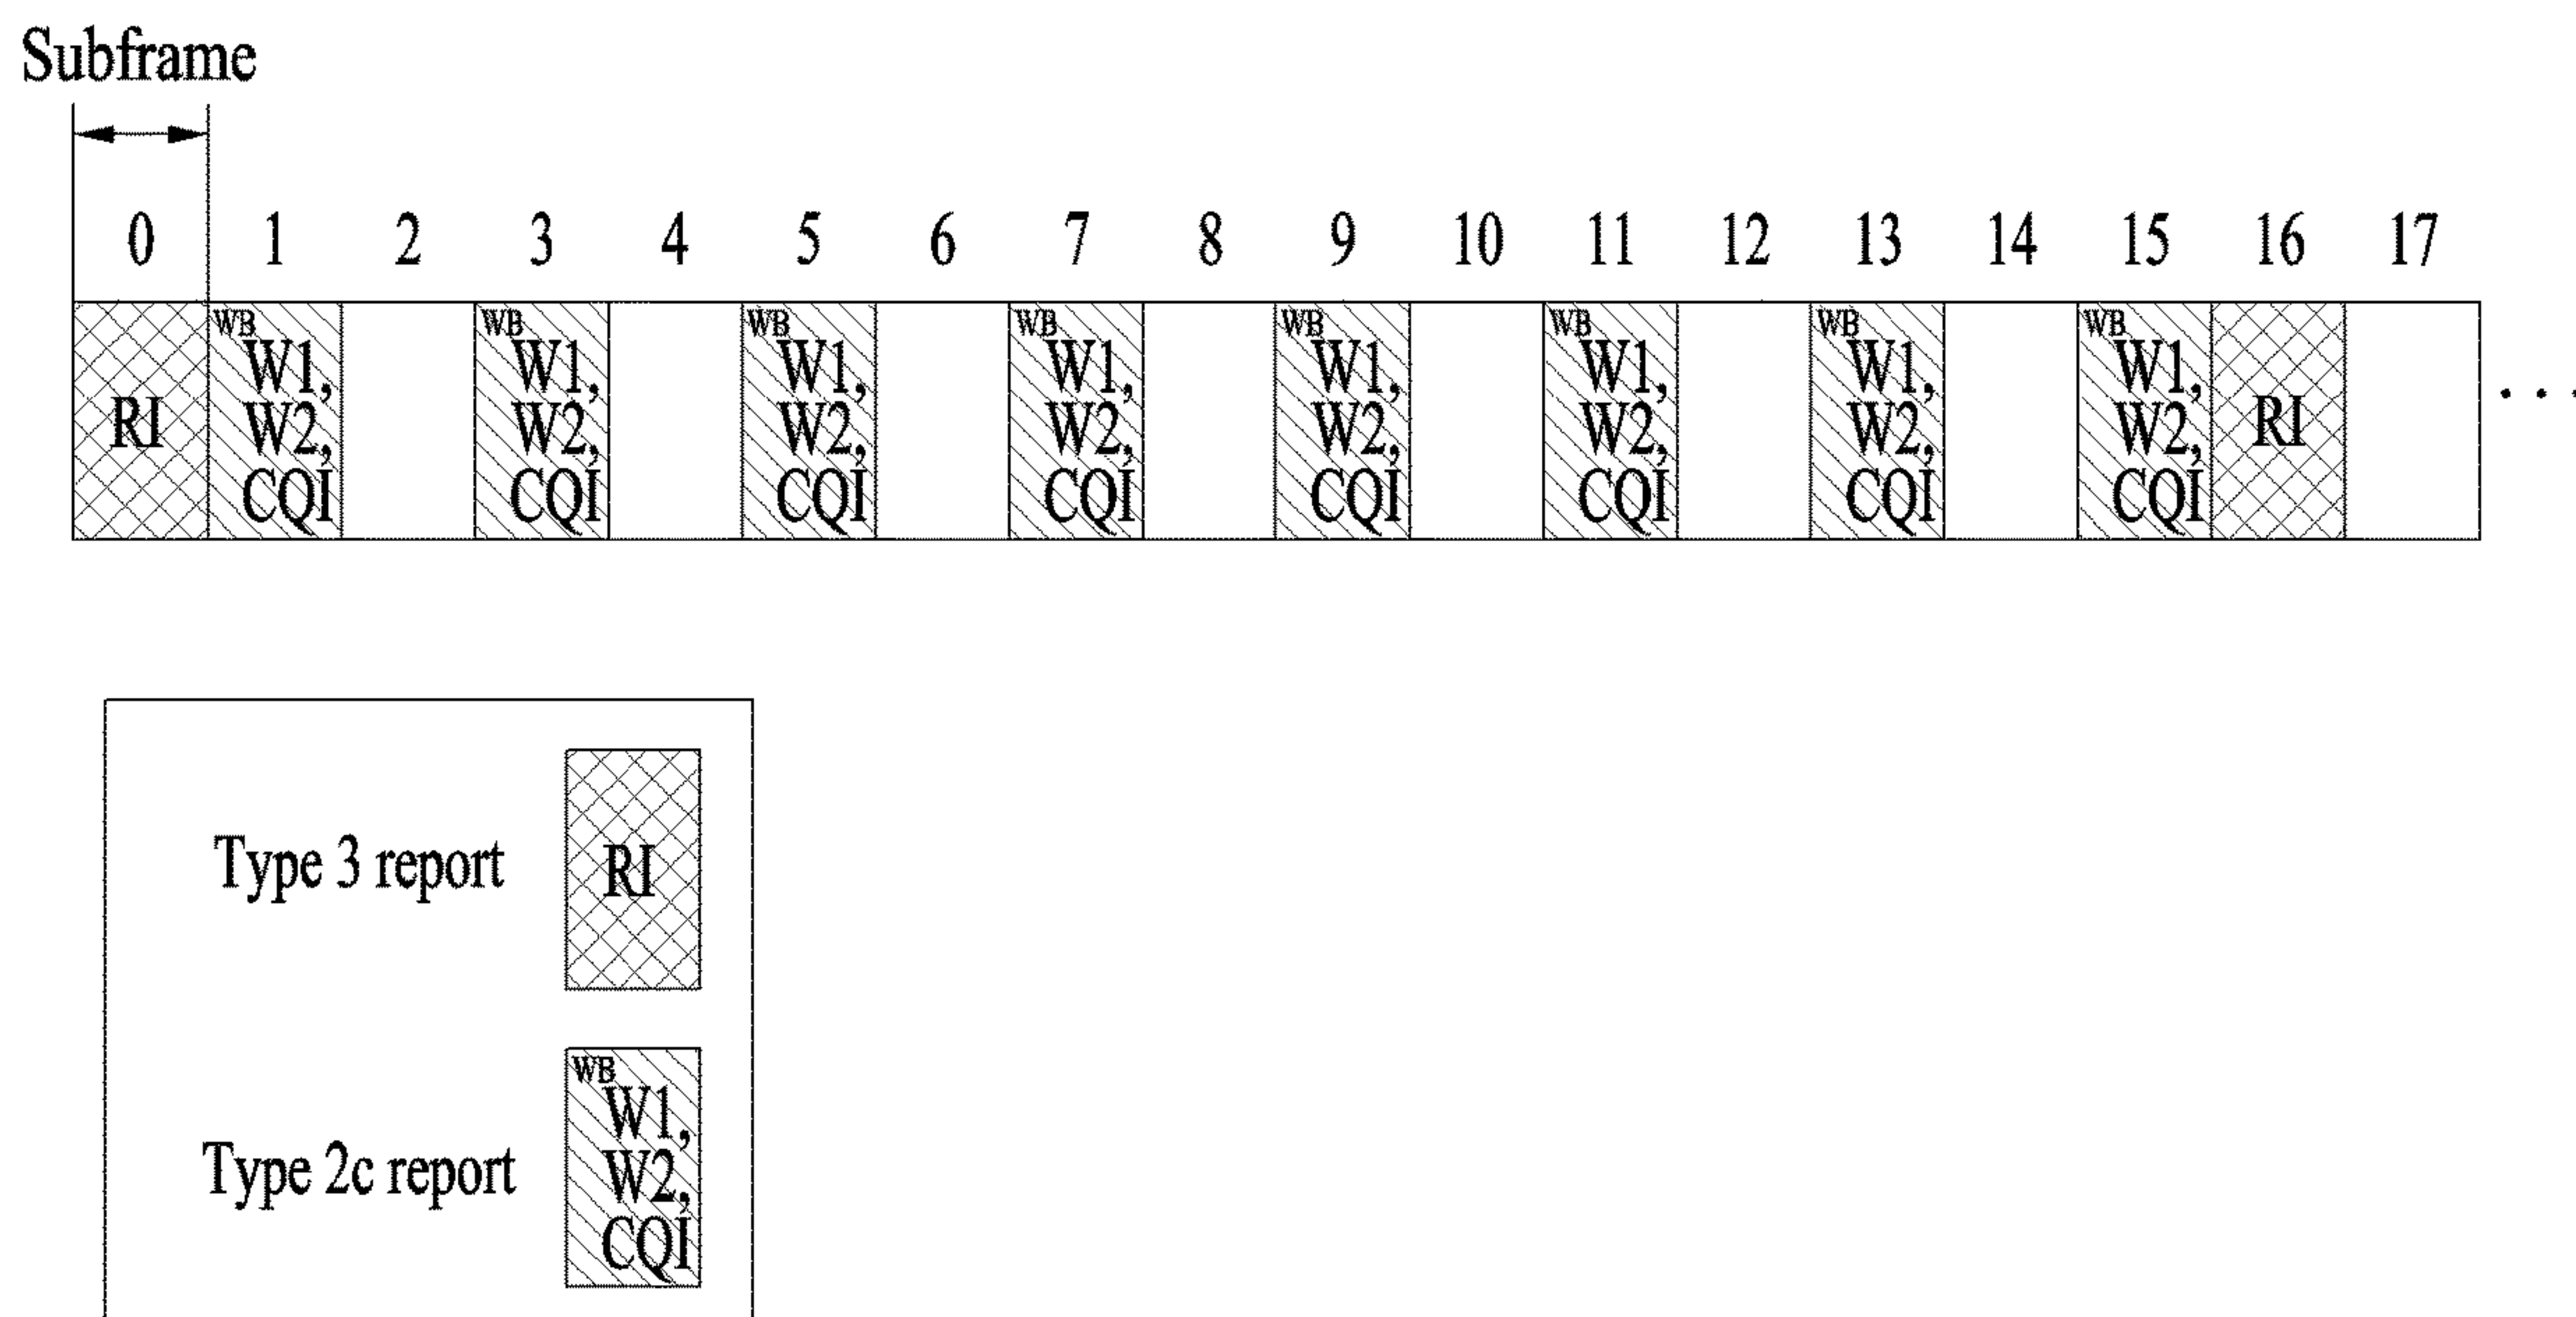 Subframe
0 1 2 3 4 5 6 7 8 9 10 11 12 13 14 15 16 17
WB WB WB WB WB WB WB WB
W1, W1, W1, W1, W1, W1, W1, W1,
RI W2, W2, W2, W2, W2, W2, W2, W2, RI . . .
CQI CQI CQI CQI CQI CQI CQI CQI
Type 3 report RI
WB
W1,
Type 2c report W2,
CQI